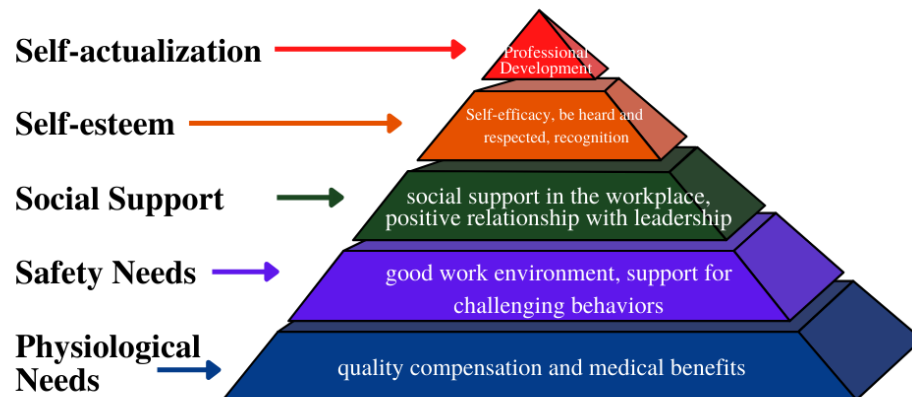 Self-actualization
Professional
Development
Self-esteem
Self-efficacy, be heard and
respected, recognition
Social Support
social support in the workplace,
positive relationship with leadership
Safety Needs
good work environment, support for
challenging behaviors
Physiological
Needs
quality compensation and medical benefits